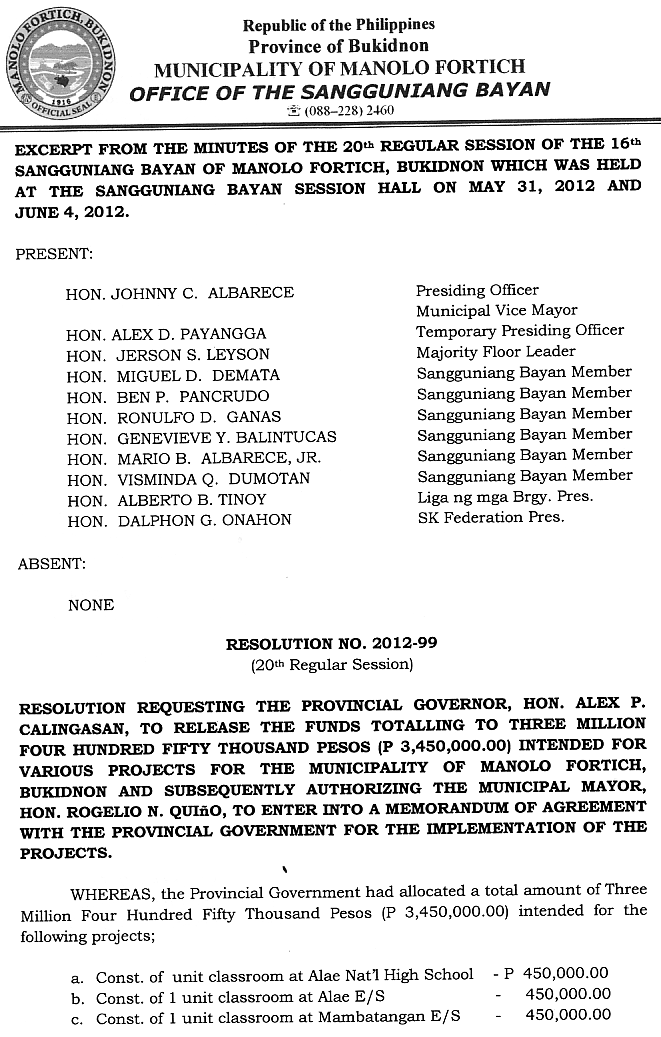 MANOLO FORTICH, BUKIDNON
1916
OFFICIAL SEAL
Republic of the Philippines
Province of Bukidnon
MUNICIPALITY OF MANOLO FORTICH
OFFICE OF THE SANGGUNIANG BAYAN
☏ (088–228) 2460
EXCERPT FROM THE MINUTES OF THE 20th REGULAR SESSION OF THE 16th
SANGGUNIANG BAYAN OF MANOLO FORTICH, BUKIDNON WHICH WAS HELD
AT THE SANGGUNIANG BAYAN SESSION HALL ON MAY 31, 2012 AND
JUNE 4, 2012.
PRESENT:
HON. JOHNNY C. ALBARECE Presiding Officer
Municipal Vice Mayor
HON. ALEX D. PAYANGGA Temporary Presiding Officer
HON. JERSON S. LEYSON Majority Floor Leader
HON. MIGUEL D. DEMATA Sangguniang Bayan Member
HON. BEN P. PANCRUDO Sangguniang Bayan Member
HON. RONULFO D. GANAS Sangguniang Bayan Member
HON. GENEVIEVE Y. BALINTUCAS Sangguniang Bayan Member
HON. MARIO B. ALBARECE, JR. Sangguniang Bayan Member
HON. VISMINDA Q. DUMOTAN Sangguniang Bayan Member
HON. ALBERTO B. TINOY Liga ng mga Brgy. Pres.
HON. DALPHON G. ONAHON SK Federation Pres.
ABSENT:
NONE
RESOLUTION NO. 2012-99
(20th Regular Session)
RESOLUTION REQUESTING THE PROVINCIAL GOVERNOR, HON. ALEX P.
CALINGASAN, TO RELEASE THE FUNDS TOTALLING TO THREE MILLION
FOUR HUNDRED FIFTY THOUSAND PESOS (P 3,450,000.00) INTENDED FOR
VARIOUS PROJECTS FOR THE MUNICIPALITY OF MANOLO FORTICH,
BUKIDNON AND SUBSEQUENTLY AUTHORIZING THE MUNICIPAL MAYOR,
HON. ROGELIO N. QUIñO, TO ENTER INTO A MEMORANDUM OF AGREEMENT
WITH THE PROVINCIAL GOVERNMENT FOR THE IMPLEMENTATION OF THE
PROJECTS.
WHEREAS, the Provincial Government had allocated a total amount of Three
Million Four Hundred Fifty Thousand Pesos (P 3,450,000.00) intended for the
following projects;
a. Const. of unit classroom at Alae Nat'l High School - P 450,000.00
b. Const. of 1 unit classroom at Alae E/S - 450,000.00
c. Const. of 1 unit classroom at Mambatangan E/S - 450,000.00